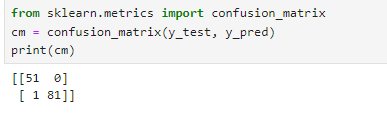 from sklearn.metrics import confusion_matrix
cm = confusion_matrix(y_test, y_pred)
print(cm)
[[51  0]
 [ 1 81]]